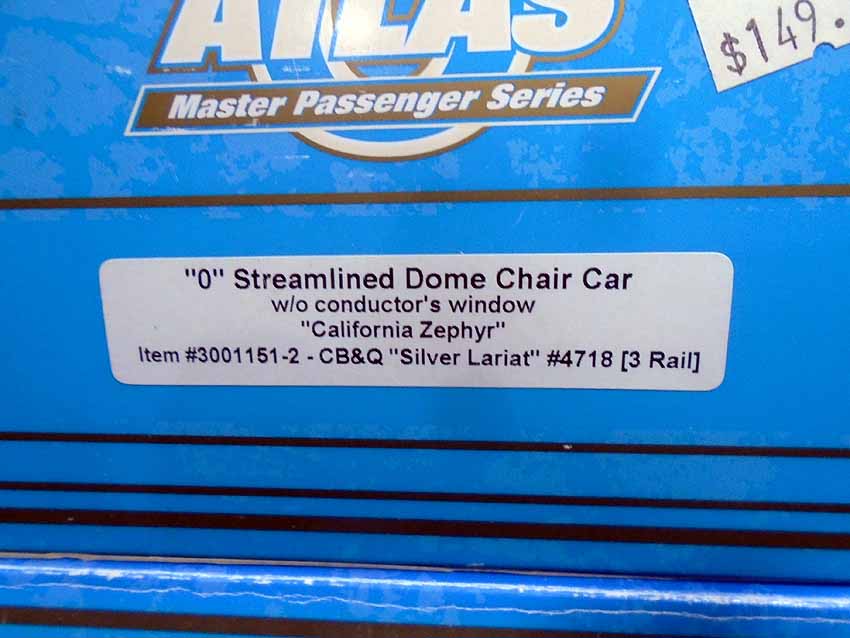 ATLAS
$149.
Master Passenger Series
"0" Streamlined Dome Chair Car
w/o conductor's window
"California Zephyr"
Item #3001151-2 - CB&Q "Silver Lariat" #4718 [3 Rail]